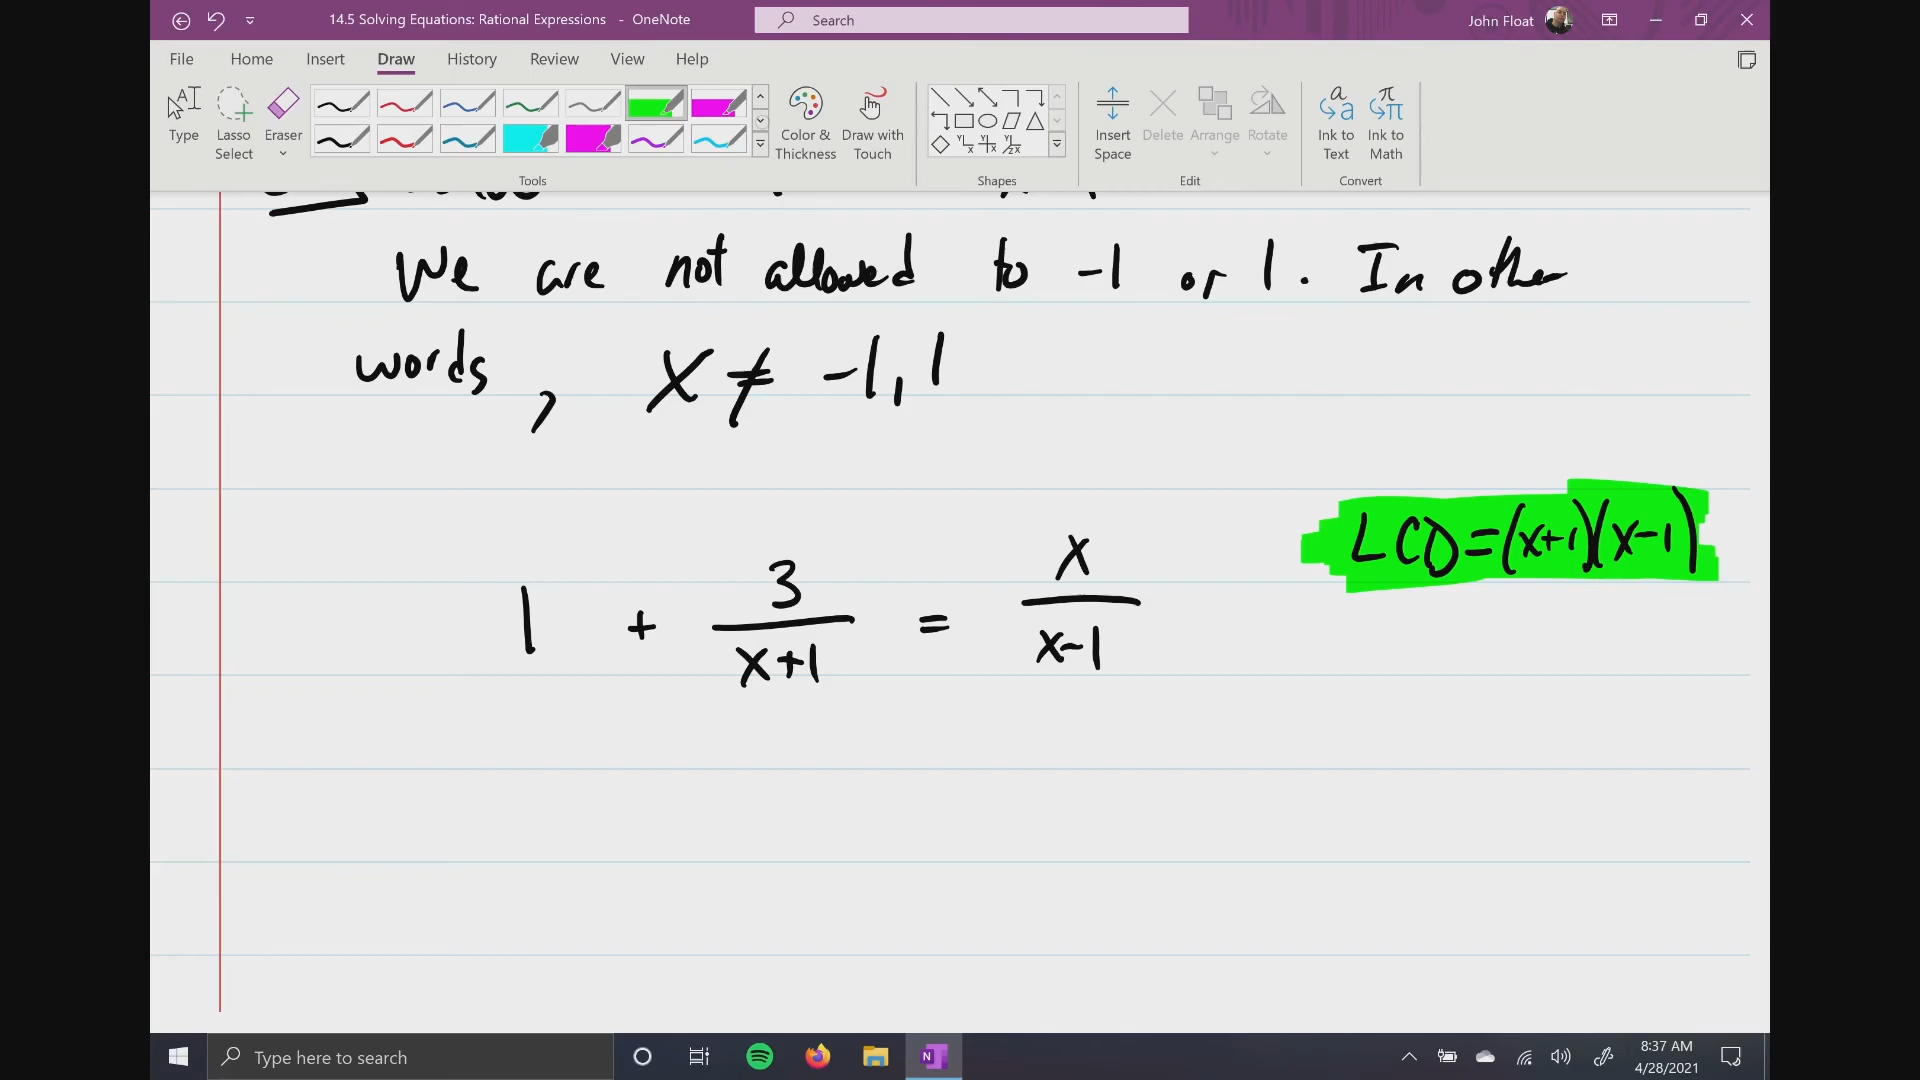 14.5 Solving Equations: Rational Expressions - OneNote
Search
John Float
File Home Insert Draw History Review View Help
Type
Lasso Select
Eraser
Color & Thickness
Draw with Touch
Insert Space
Delete
Arrange
Rotate
Ink to Text
Ink to Math
Tools
Shapes
Edit
Convert
We are not allowed to -1 or 1. In other
words, x ≠ -1, 1
LCD=(x+1)(x-1)
1 + 3/(x+1) = x/(x-1)
Type here to search
8:37 AM
4/28/2021